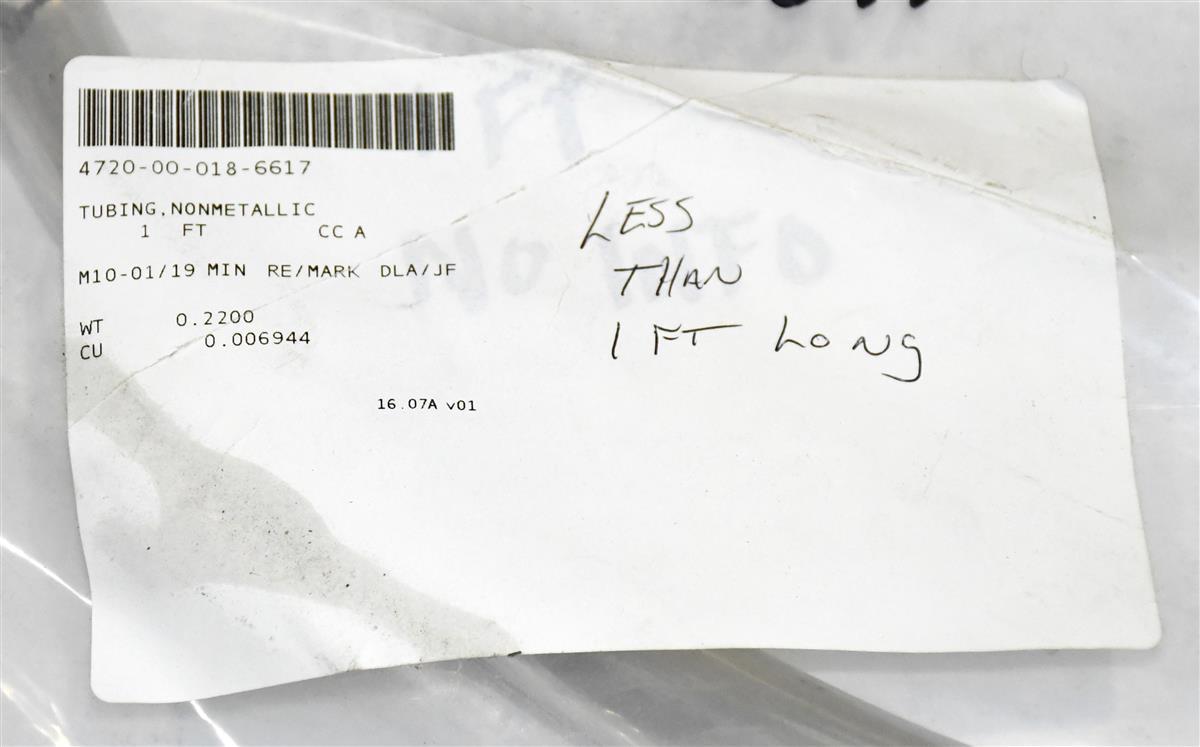 4720-00-018-6617
TUBING,NONMETALLIC
1 FT CC A
M10-01/19 MIN RE/MARK DLA/JF
WT 0.2200
CU 0.006944
16.07A v01
LESS
THAN
1 FT LONG